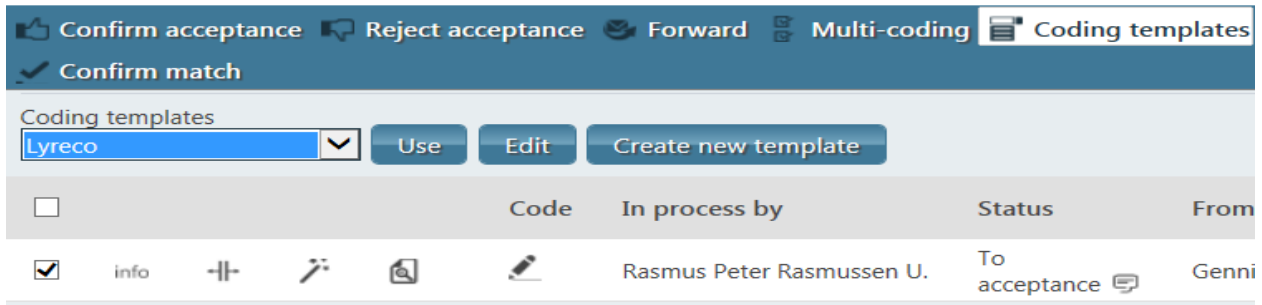 Confirm acceptance Reject acceptance Forward Multi-coding Coding templates
Confirm match
Coding templates
Lyreco Use Edit Create new template
Code In process by Status From
info Rasmus Peter Rasmussen U. To acceptance Genni